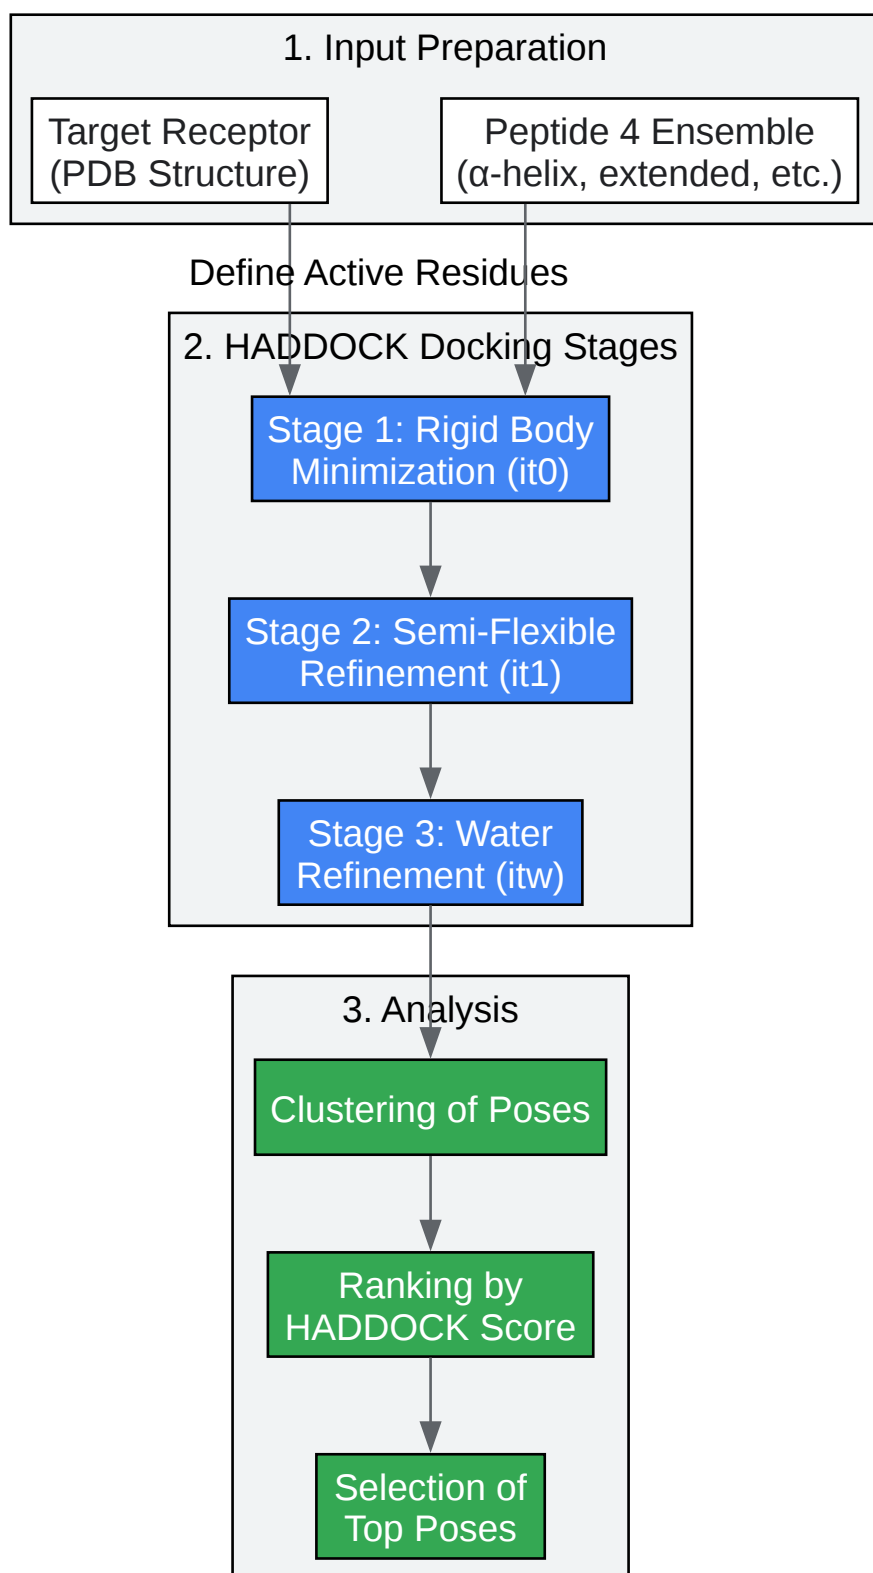 1. Input Preparation
Target Receptor
(PDB Structure)
Peptide 4 Ensemble
(α-helix, extended, etc.)
Define Active Residues
2. HADDOCK Docking Stages
Stage 1: Rigid Body
Minimization (it0)
Stage 2: Semi-Flexible
Refinement (it1)
Stage 3: Water
Refinement (itw)
3. Analysis
Clustering of Poses
Ranking by
HADDOCK Score
Selection of
Top Poses